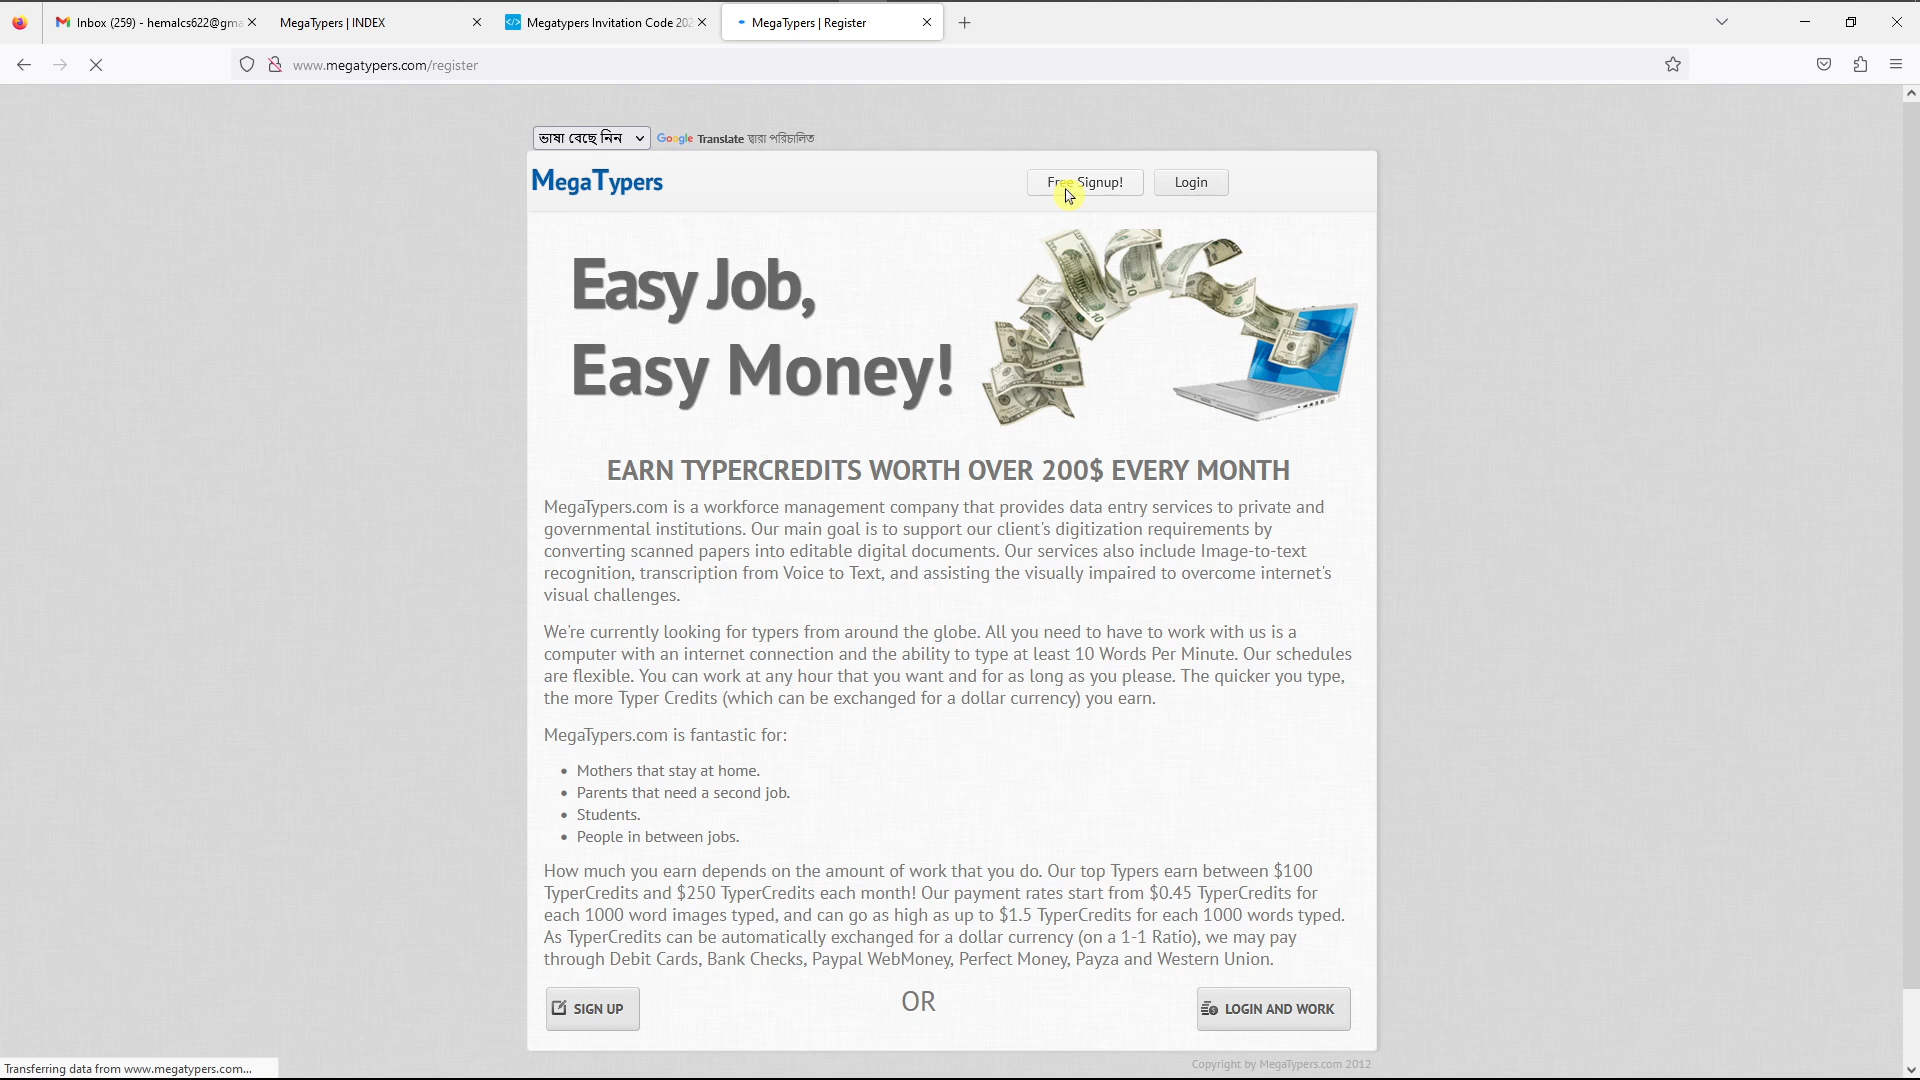 Inbox (259) - hemalcs622@gma
MegaTypers | INDEX
Megatypers Invitation Code 202
MegaTypers | Register
www.megatypers.com/register
ভাষা বেছে নিন
Google Translate দ্বারা পরিচালিত
MegaTypers
Free Signup!
Login
Easy Job,
Easy Money!
EARN TYPERCREDITS WORTH OVER 200$ EVERY MONTH
MegaTypers.com is a workforce management company that provides data entry services to private and
governmental institutions. Our main goal is to support our client's digitization requirements by
converting scanned papers into editable digital documents. Our services also include Image-to-text
recognition, transcription from Voice to Text, and assisting the visually impaired to overcome internet's
visual challenges.
We're currently looking for typers from around the globe. All you need to have to work with us is a
computer with an internet connection and the ability to type at least 10 Words Per Minute. Our schedules
are flexible. You can work at any hour that you want and for as long as you please. The quicker you type,
the more Typer Credits (which can be exchanged for a dollar currency) you earn.
MegaTypers.com is fantastic for:
• Mothers that stay at home.
• Parents that need a second job.
• Students.
• People in between jobs.
How much you earn depends on the amount of work that you do. Our top Typers earn between $100
TyperCredits and $250 TyperCredits each month! Our payment rates start from $0.45 TyperCredits for
each 1000 word images typed, and can go as high as up to $1.5 TyperCredits for each 1000 words typed.
As TyperCredits can be automatically exchanged for a dollar currency (on a 1-1 Ratio), we may pay
through Debit Cards, Bank Checks, Paypal WebMoney, Perfect Money, Payza and Western Union.
SIGN UP
OR
LOGIN AND WORK
Copyright by MegaTypers.com 2012
Transferring data from www.megatypers.com...